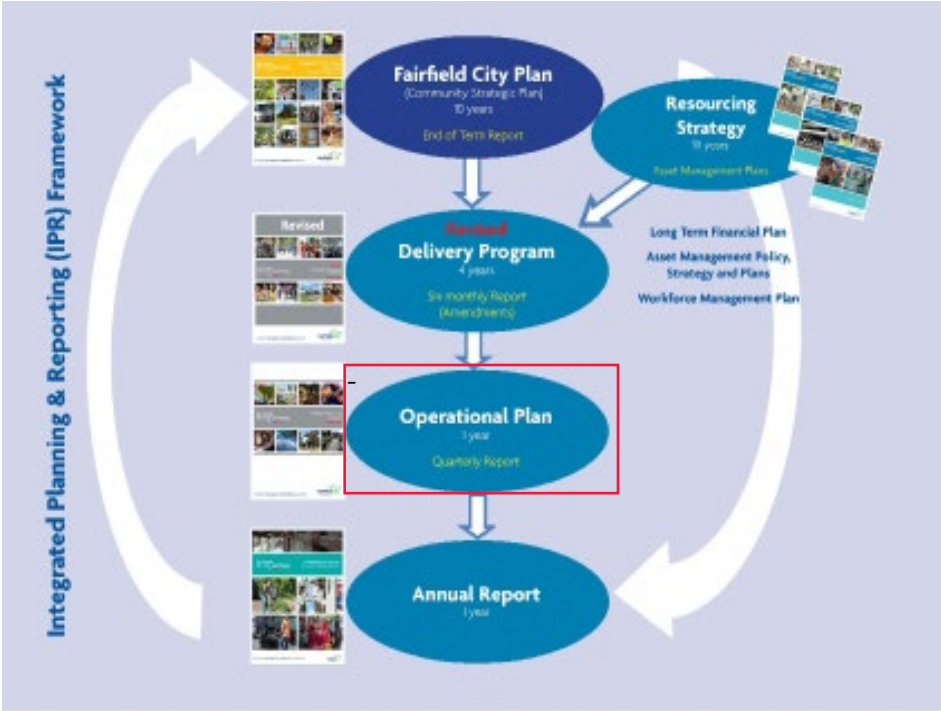 Integrated Planning & Reporting (IPR) Framework
Fairfield City Plan
(Community Strategic Plan)
10 years
End of Term Report
Resourcing
Strategy
10 years
Asset Management Plans
Revised
Revised
Delivery Program
4 years
Six monthly Report
(Amendments)
Long Term Financial Plan
Asset Management Policy,
Strategy and Plans
Workforce Management Plan
Operational Plan
1 year
Quarterly Report
Annual Report
1 year